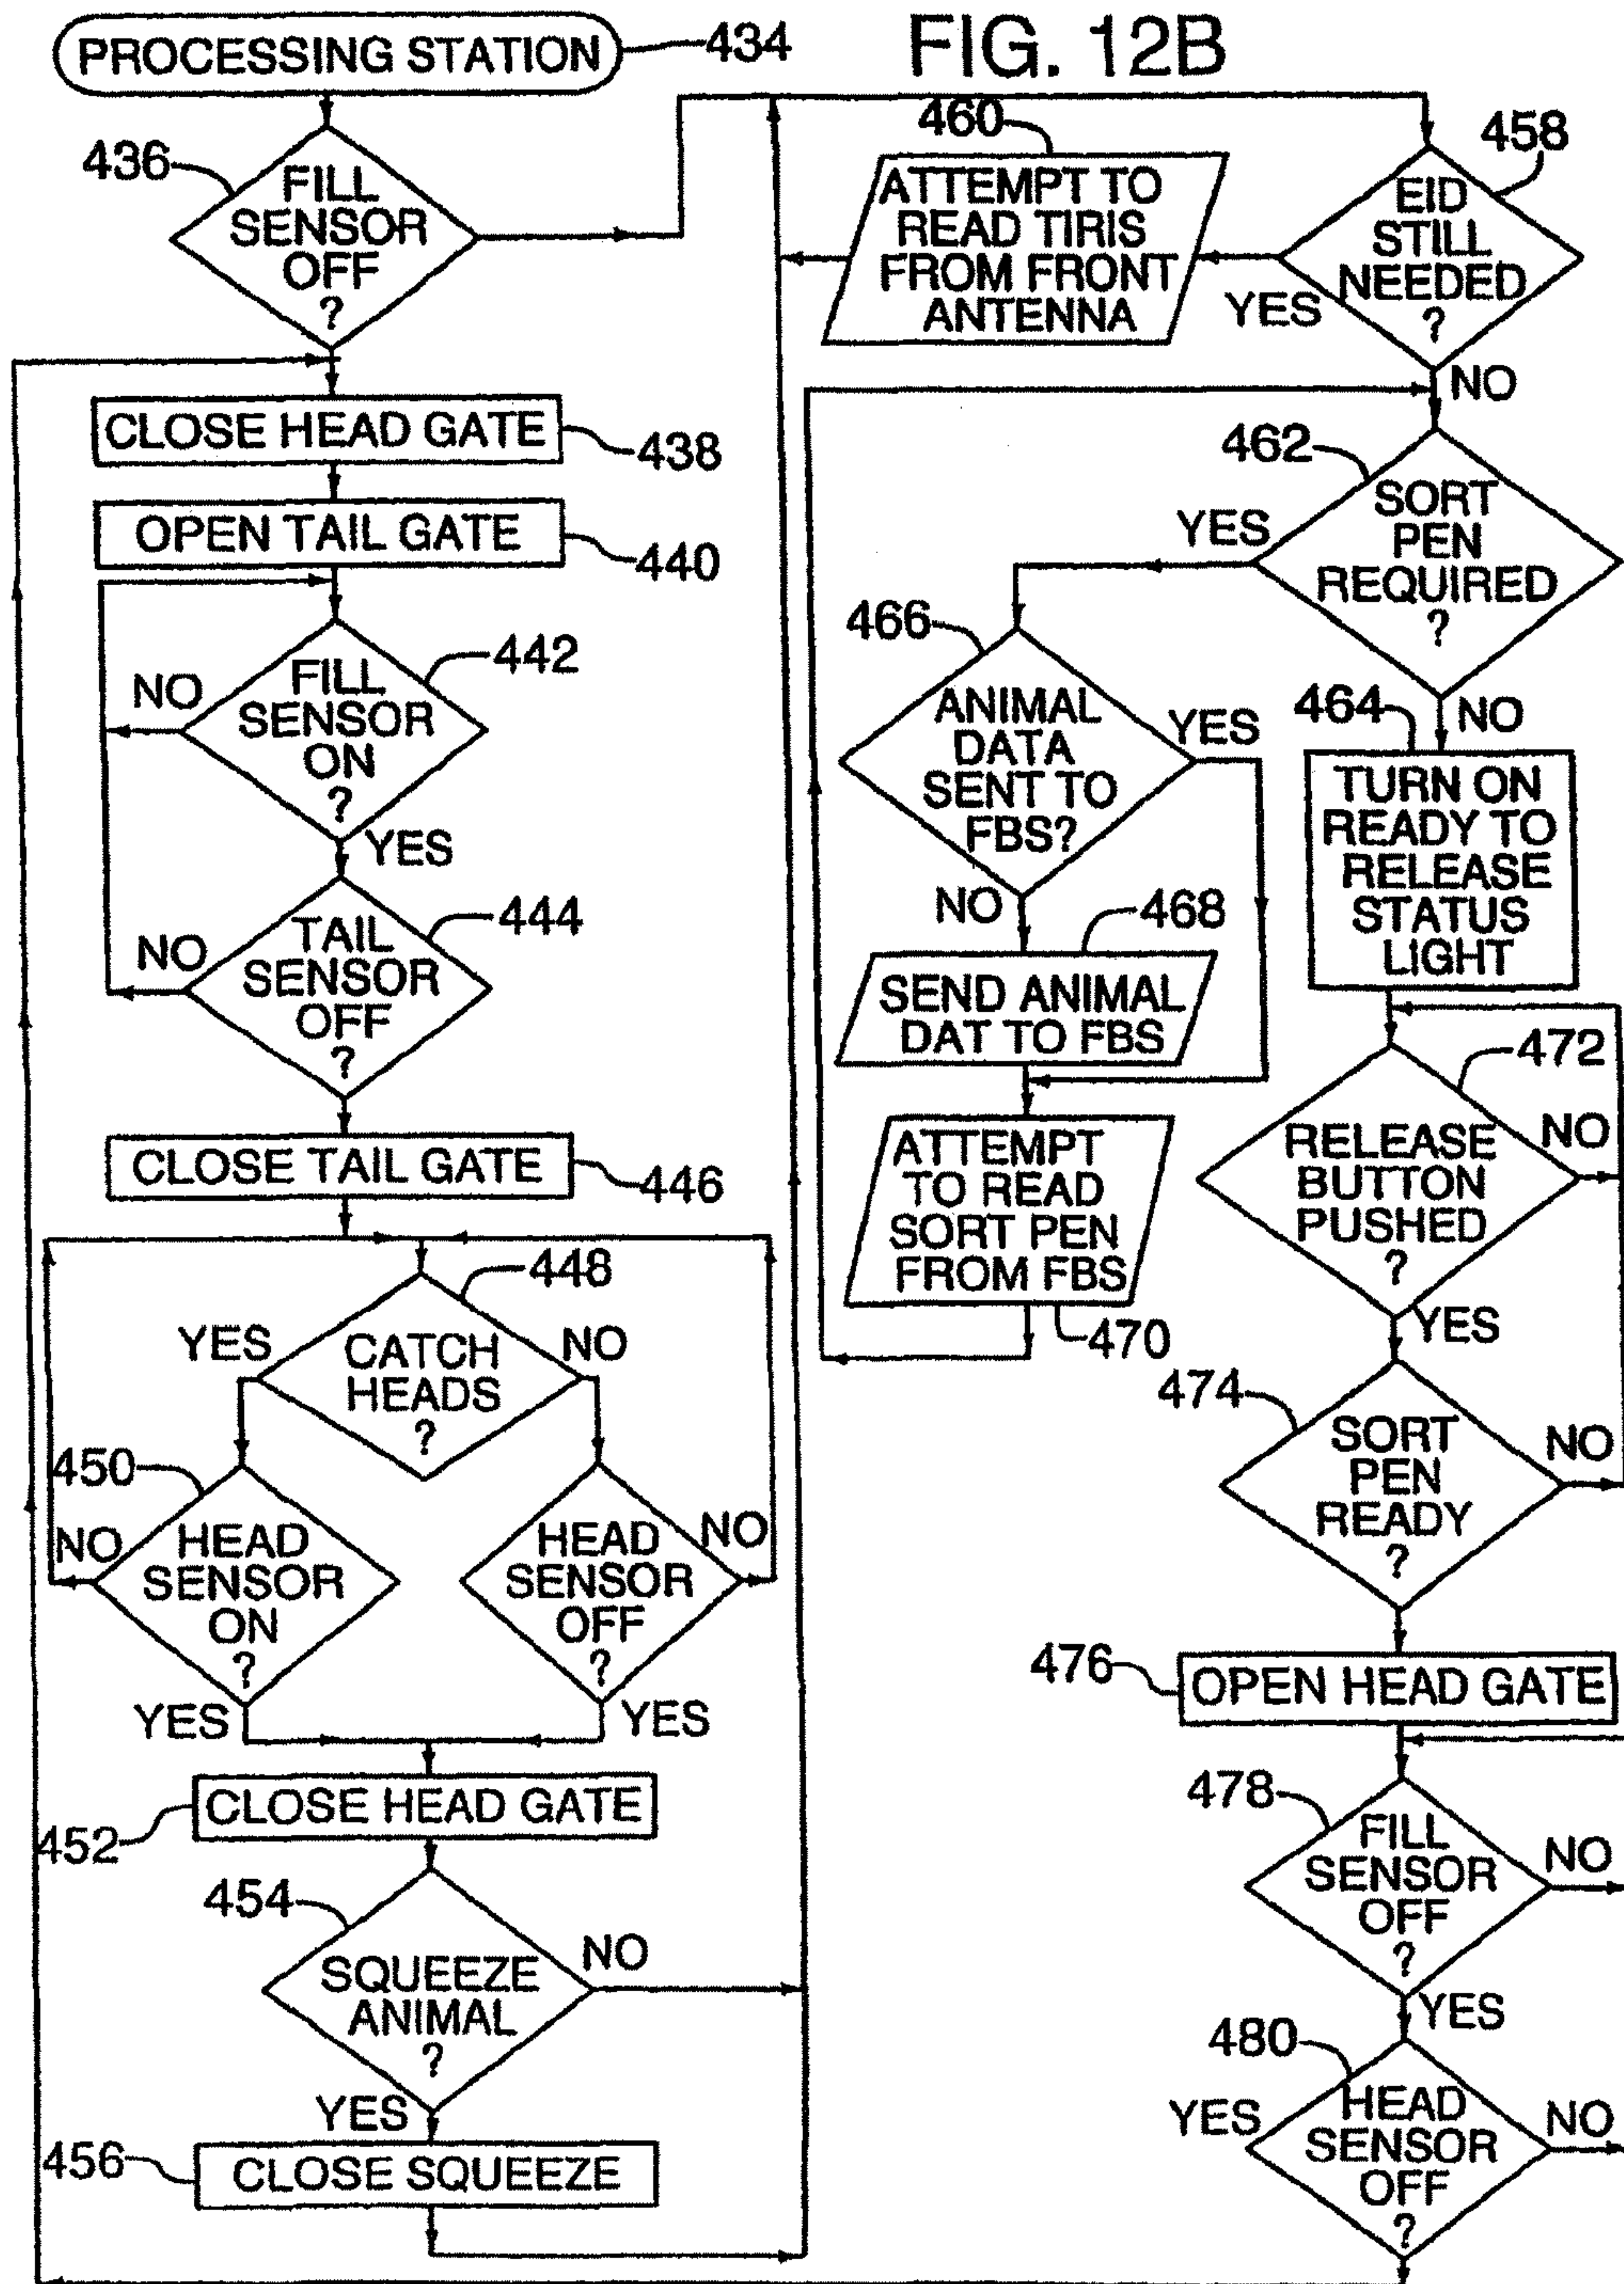 FIG. 12B
PROCESSING STATION
434
436
FILL
SENSOR
OFF
?
CLOSE HEAD GATE
438
OPEN TAIL GATE
440
442
FILL
SENSOR
ON
?
NO
YES
444
TAIL
SENSOR
OFF
?
NO
CLOSE TAIL GATE
446
448
CATCH
HEADS
?
YES
NO
450
HEAD
SENSOR
ON
?
NO
YES
HEAD
SENSOR
OFF
?
NO
YES
CLOSE HEAD GATE
452
454
SQUEEZE
ANIMAL
?
NO
YES
456
CLOSE SQUEEZE
458
EID
STILL
NEEDED
?
YES
NO
460
ATTEMPT TO
READ TIRIS
FROM FRONT
ANTENNA
462
SORT
PEN
REQUIRED
?
YES
NO
464
TURN ON
READY TO
RELEASE
STATUS
LIGHT
466
ANIMAL
DATA
SENT TO
FBS?
YES
NO
468
SEND ANIMAL
DAT TO FBS
ATTEMPT
TO READ
SORT PEN
FROM FBS
470
472
RELEASE
BUTTON
PUSHED
?
NO
YES
474
SORT
PEN
READY
?
NO
476
OPEN HEAD GATE
478
FILL
SENSOR
OFF
?
NO
YES
480
HEAD
SENSOR
OFF
?
YES
NO